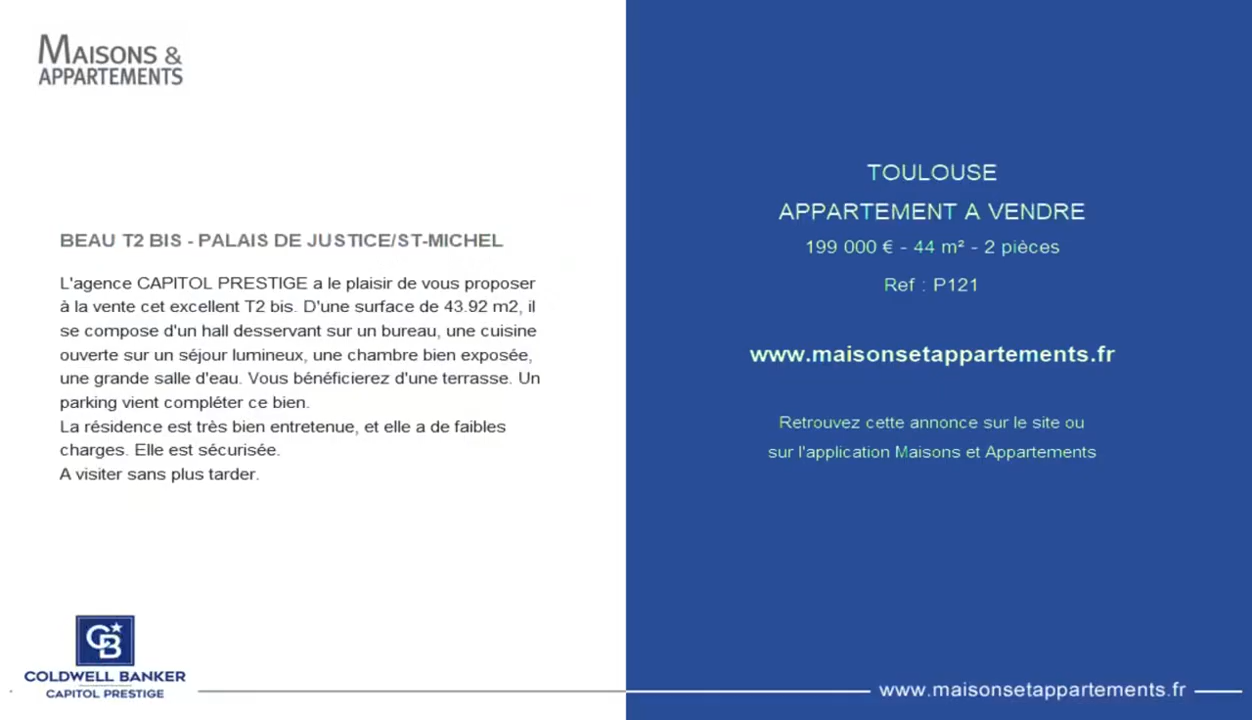 MAISONS &
APPARTEMENTS
BEAU T2 BIS - PALAIS DE JUSTICE/ST-MICHEL
L'agence CAPITOL PRESTIGE a le plaisir de vous proposer
à la vente cet excellent T2 bis. D'une surface de 43.92 m2, il
se compose d'un hall desservant sur un bureau, une cuisine
ouverte sur un séjour lumineux, une chambre bien exposée,
une grande salle d'eau. Vous bénéficierez d'une terrasse. Un
parking vient compléter ce bien.
La résidence est très bien entretenue, et elle a de faibles
charges. Elle est sécurisée.
A visiter sans plus tarder.
CB
COLDWELL BANKER
CAPITOL PRESTIGE
TOULOUSE
APPARTEMENT A VENDRE
199 000 € - 44 m² - 2 pièces
Ref : P121
www.maisonsetappartements.fr
Retrouvez cette annonce sur le site ou
sur l'application Maisons et Appartements
www.maisonsetappartements.fr